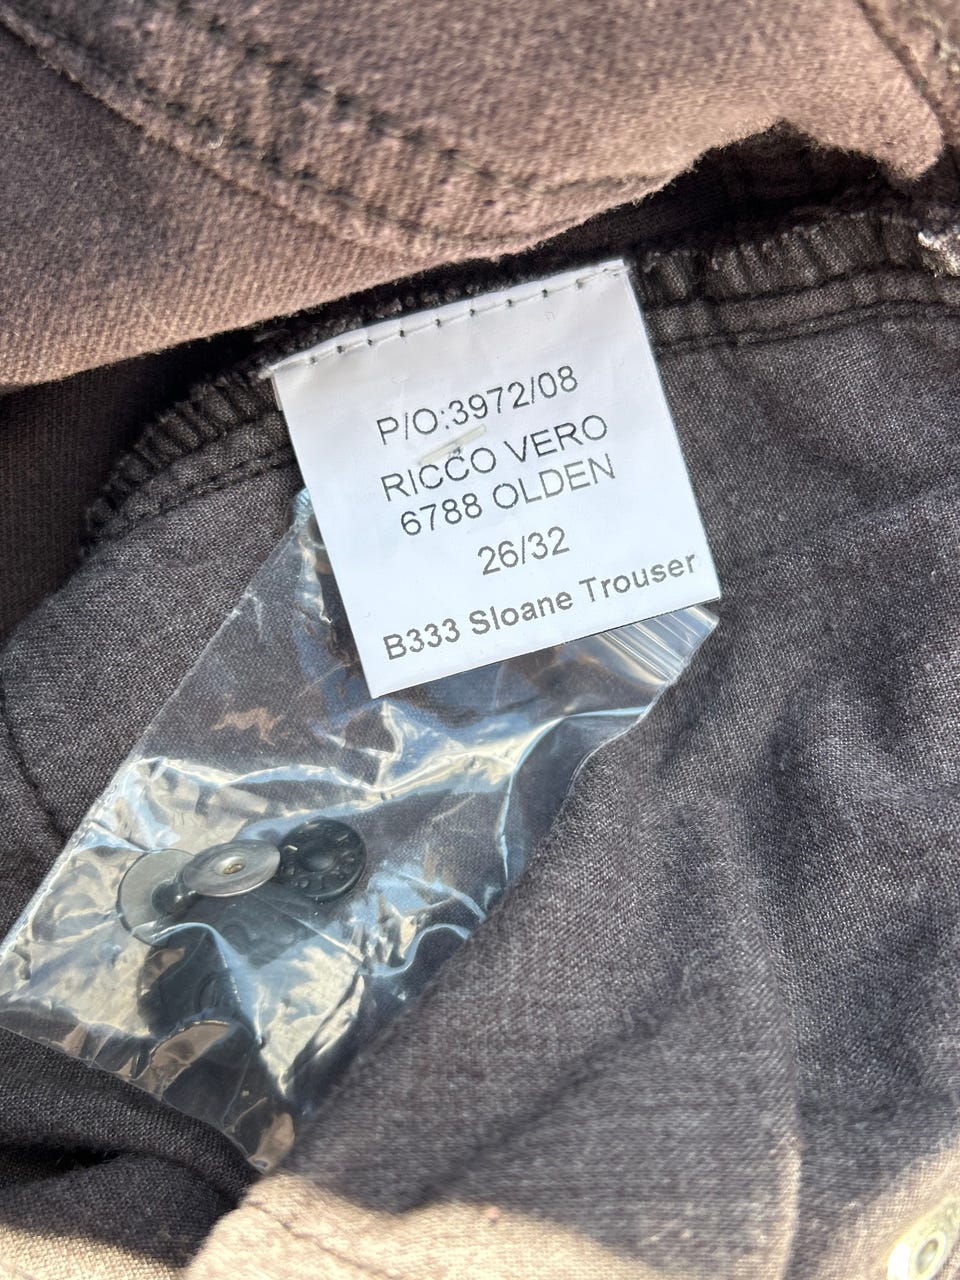 P/O:3972/08
RICCO VERO
6788 OLDEN
26/32
B333 Sloane Trouser